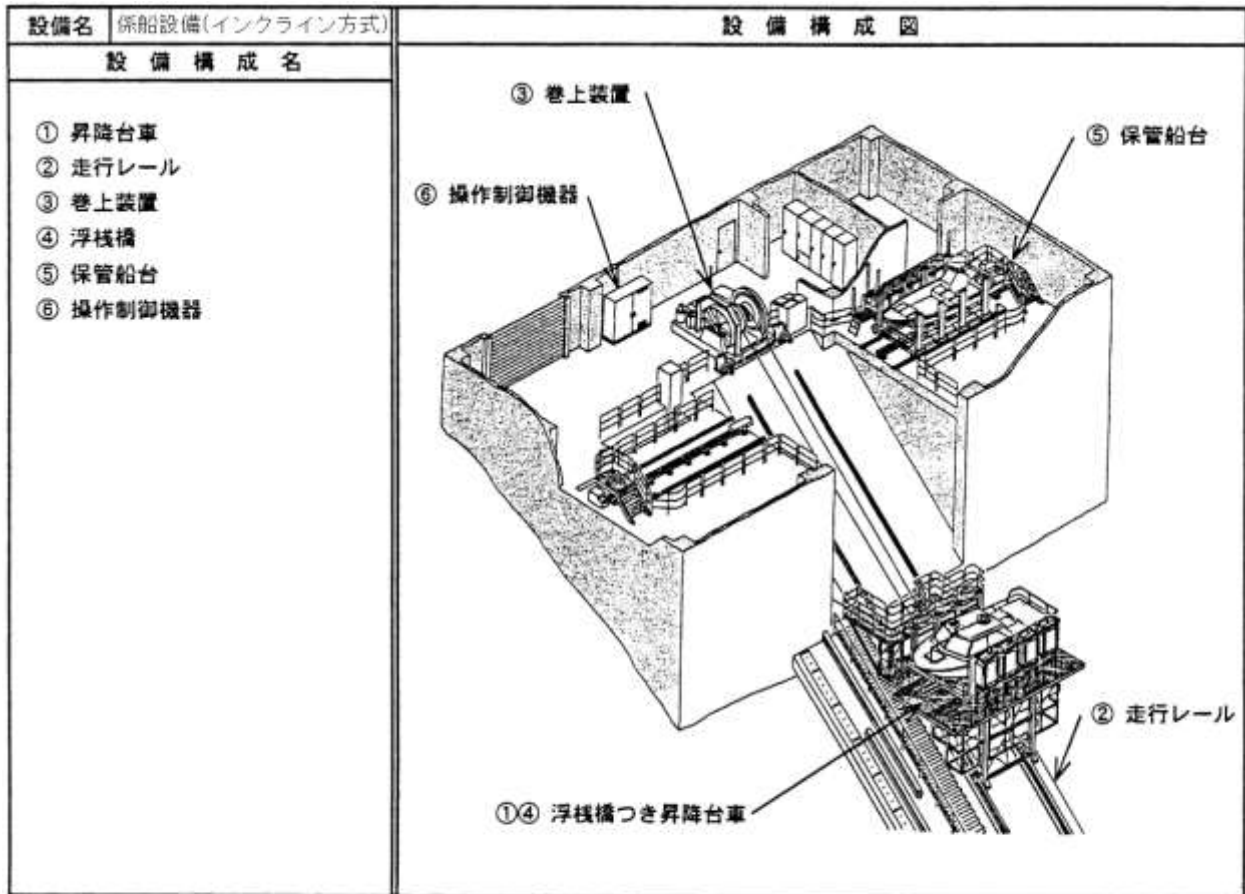 設備名 係船設備(インクライン方式)
設備構成名
① 昇降台車
② 走行レール
③ 巻上装置
④ 浮桟橋
⑤ 保管船台
⑥ 操作制御機器
設備構成図
③ 巻上装置
⑤ 保管船台
⑥ 操作制御機器
② 走行レール
①④ 浮桟橋つき昇降台車